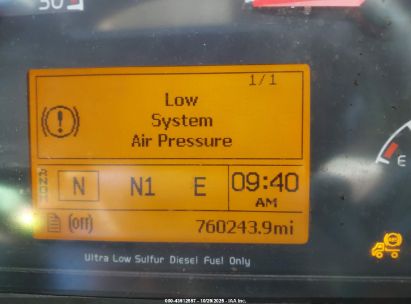 50
1/1
Low
System
Air Pressure
N N1 E
09:40
AM
(off) 760243.9mi
E
Ultra Low Sulfur Diesel Fuel Only